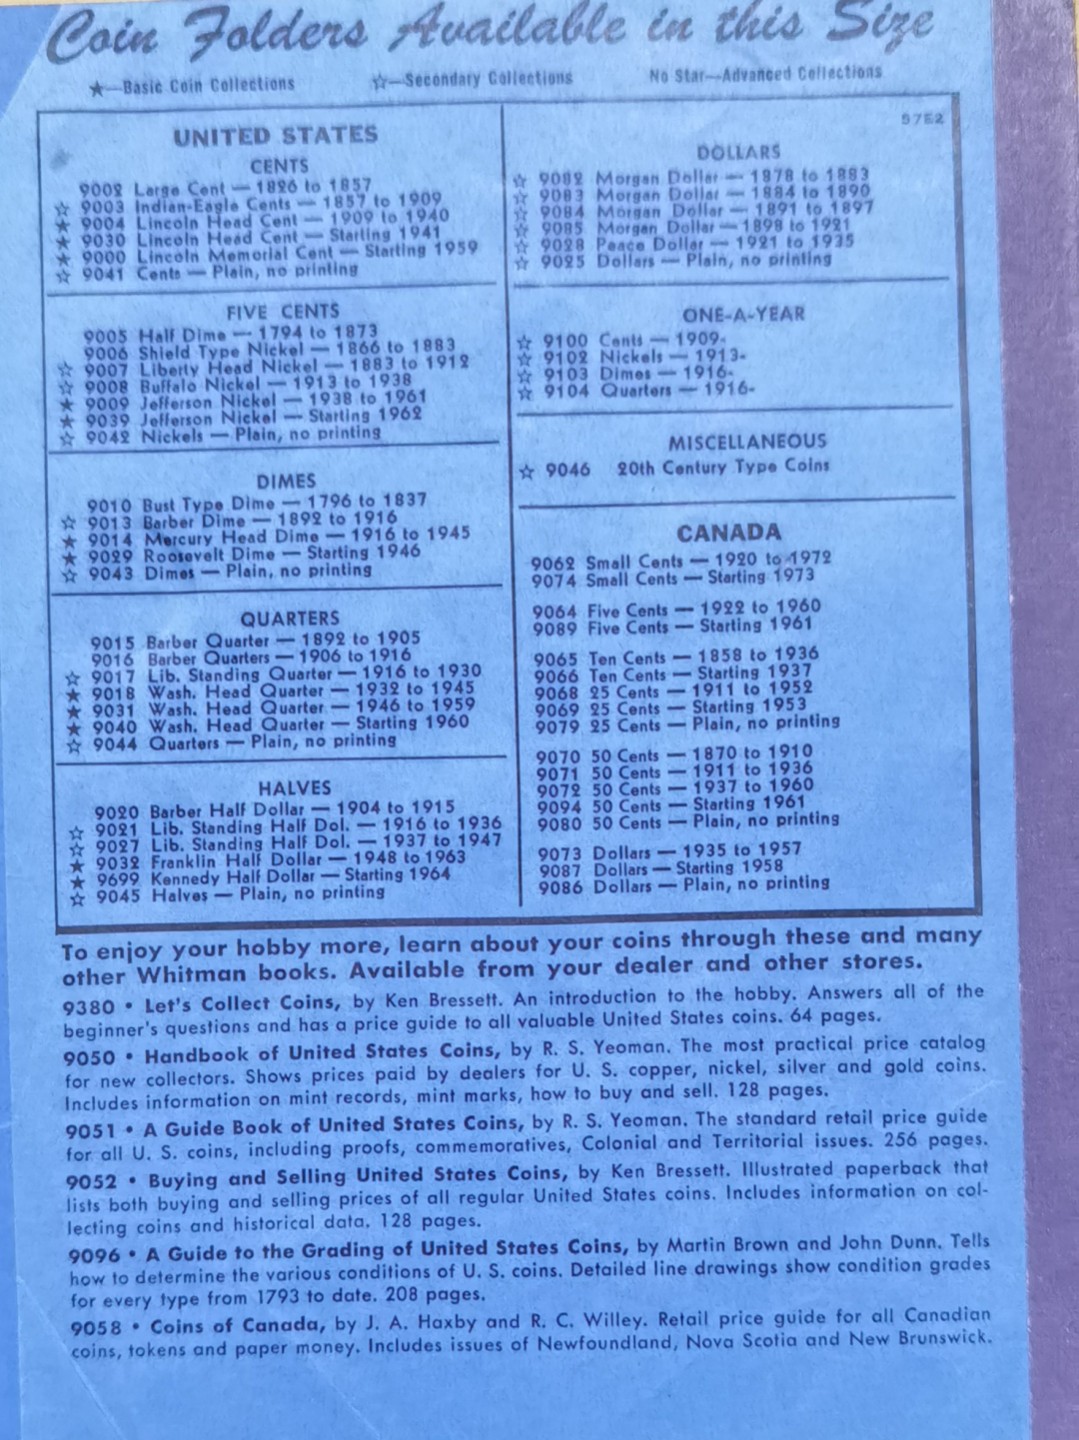 Coin Folders Available in this Size
★—Basic Coin Collections ☆—Secondary Collections No Star—Advanced Collections
UNITED STATES
CENTS
9002 Large Cent — 1826 to 1857
☆ 9003 Indian-Eagle Cents — 1857 to 1909
★ 9004 Lincoln Head Cent — 1909 to 1940
★ 9030 Lincoln Head Cent — Starting 1941
★ 9000 Lincoln Memorial Cent — Starting 1959
☆ 9041 Cents — Plain, no printing
FIVE CENTS
9005 Half Dime — 1794 to 1873
9006 Shield Type Nickel — 1866 to 1883
☆ 9007 Liberty Head Nickel — 1883 to 1912
☆ 9008 Buffalo Nickel — 1913 to 1938
★ 9009 Jefferson Nickel — 1938 to 1961
★ 9039 Jefferson Nickel — Starting 1962
☆ 9042 Nickels — Plain, no printing
DIMES
9010 Bust Type Dime — 1796 to 1837
☆ 9013 Barber Dime — 1892 to 1916
★ 9014 Mercury Head Dime — 1916 to 1945
★ 9029 Roosevelt Dime — Starting 1946
☆ 9043 Dimes — Plain, no printing
QUARTERS
9015 Barber Quarter — 1892 to 1905
9016 Barber Quarters — 1906 to 1916
☆ 9017 Lib. Standing Quarter — 1916 to 1930
★ 9018 Wash. Head Quarter — 1932 to 1945
★ 9031 Wash. Head Quarter — 1946 to 1959
★ 9040 Wash. Head Quarter — Starting 1960
☆ 9044 Quarters — Plain, no printing
HALVES
9020 Barber Half Dollar — 1904 to 1915
☆ 9021 Lib. Standing Half Dol. — 1916 to 1936
☆ 9027 Lib. Standing Half Dol. — 1937 to 1947
★ 9032 Franklin Half Dollar — 1948 to 1963
★ 9699 Kennedy Half Dollar — Starting 1964
☆ 9045 Halves — Plain, no printing
57E2
DOLLARS
☆ 9082 Morgan Dollar — 1878 to 1883
☆ 9083 Morgan Dollar — 1884 to 1890
☆ 9084 Morgan Dollar — 1891 to 1897
☆ 9085 Morgan Dollar — 1898 to 1921
☆ 9028 Peace Dollar — 1921 to 1935
☆ 9025 Dollars — Plain, no printing
ONE-A-YEAR
☆ 9100 Cents — 1909-
☆ 9102 Nickels — 1913-
☆ 9103 Dimes — 1916-
☆ 9104 Quarters — 1916-
MISCELLANEOUS
☆ 9046 20th Century Type Coins
CANADA
9062 Small Cents — 1920 to 1972
9074 Small Cents — Starting 1973
9064 Five Cents — 1922 to 1960
9089 Five Cents — Starting 1961
9065 Ten Cents — 1858 to 1936
9066 Ten Cents — Starting 1937
9068 25 Cents — 1911 to 1952
9069 25 Cents — Starting 1953
9079 25 Cents — Plain, no printing
9070 50 Cents — 1870 to 1910
9071 50 Cents — 1911 to 1936
9072 50 Cents — 1937 to 1960
9094 50 Cents — Starting 1961
9080 50 Cents — Plain, no printing
9073 Dollars — 1935 to 1957
9087 Dollars — Starting 1958
9086 Dollars — Plain, no printing
To enjoy your hobby more, learn about your coins through these and many
other Whitman books. Available from your dealer and other stores.
9380 • Let's Collect Coins, by Ken Bressett. An introduction to the hobby. Answers all of the
beginner's questions and has a price guide to all valuable United States coins. 64 pages.
9050 • Handbook of United States Coins, by R. S. Yeoman. The most practical price catalog
for new collectors. Shows prices paid by dealers for U. S. copper, nickel, silver and gold coins.
Includes information on mint records, mint marks, how to buy and sell. 128 pages.
9051 • A Guide Book of United States Coins, by R. S. Yeoman. The standard retail price guide
for all U. S. coins, including proofs, commemoratives, Colonial and Territorial issues. 256 pages.
9052 • Buying and Selling United States Coins, by Ken Bressett. Illustrated paperback that
lists both buying and selling prices of all regular United States coins. Includes information on col-
lecting coins and historical data. 128 pages.
9096 • A Guide to the Grading of United States Coins, by Martin Brown and John Dunn. Tells
how to determine the various conditions of U. S. coins. Detailed line drawings show condition grades
for every type from 1793 to date. 208 pages.
9058 • Coins of Canada, by J. A. Haxby and R. C. Willey. Retail price guide for all Canadian
coins, tokens and paper money. Includes issues of Newfoundland, Nova Scotia and New Brunswick.